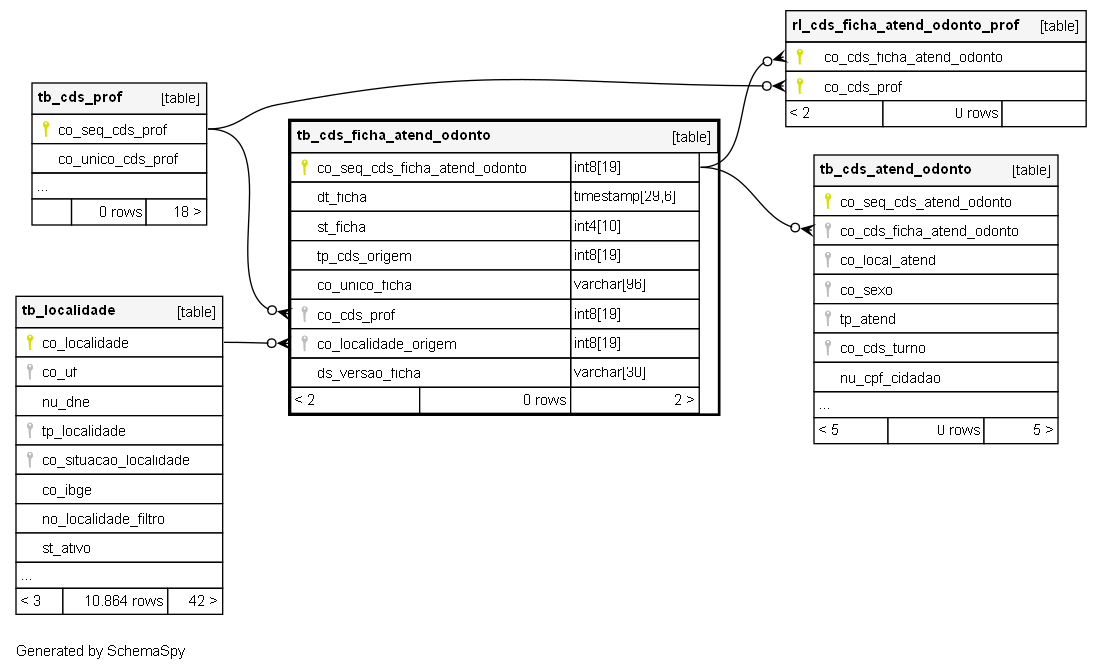 tb_cds_prof [table]
co_seq_cds_prof
co_unico_cds_prof
...
0 rows 18 >
tb_localidade [table]
co_localidade
co_uf
nu_dne
tp_localidade
co_situacao_localidade
co_ibge
no_localidade_filtro
st_ativo
...
< 3 10.864 rows 42 >
tb_cds_ficha_atend_odonto [table]
co_seq_cds_ficha_atend_odonto int8[19]
dt_ficha timestamp[29,6]
st_ficha int4[10]
tp_cds_origem int8[19]
co_unico_ficha varchar[96]
co_cds_prof int8[19]
co_localidade_origem int8[19]
ds_versao_ficha varchar[30]
< 2 0 rows 2 >
rl_cds_ficha_atend_odonto_prof [table]
co_cds_ficha_atend_odonto
co_cds_prof
< 2 0 rows
tb_cds_atend_odonto [table]
co_seq_cds_atend_odonto
co_cds_ficha_atend_odonto
co_local_atend
co_sexo
tp_atend
co_cds_turno
nu_cpf_cidadao
...
< 5 0 rows 5 >
Generated by SchemaSpy